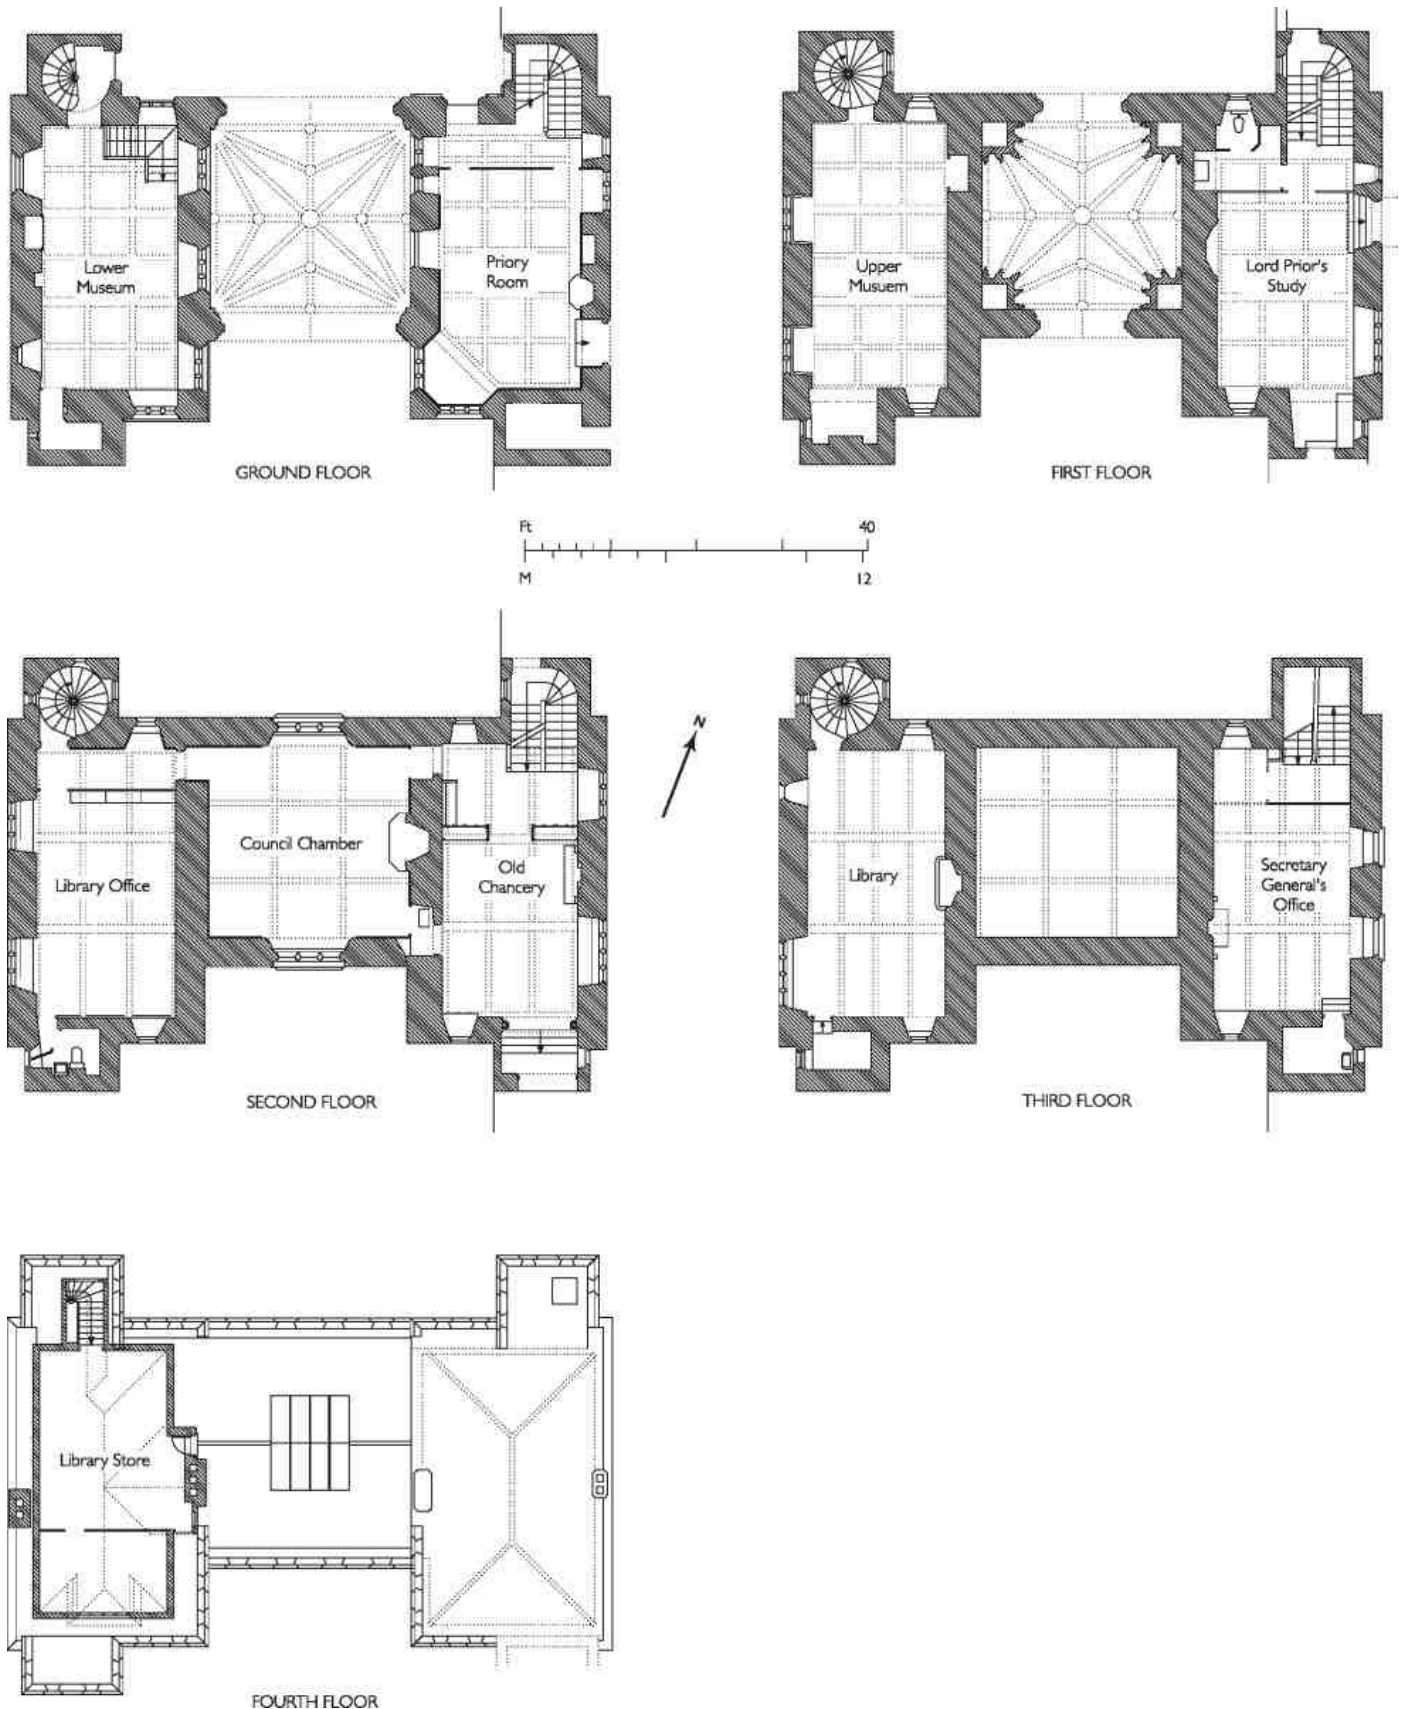 Lower
Museum
Priory
Room
GROUND FLOOR
Upper
Musuem
Lord Prior's
Study
FIRST FLOOR
Ft 40
M 12
N
Library Office
Council Chamber
Old
Chancery
SECOND FLOOR
Library
Secretary
General's
Office
THIRD FLOOR
Library Store
FOURTH FLOOR